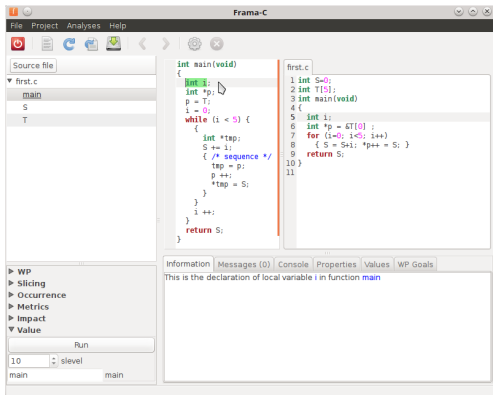 Frama-C
File Project Analyses Help
Source file
first.c
main
S
T
int main(void)
{
int i;
int *p;
p = T;
i = 0;
while (i < 5) {
{
int *tmp;
S += i;
{ /* sequence */
tmp = p;
p ++;
*tmp = S;
}
}
i ++;
}
return S;
}
first.c
1 int S=0;
2 int T[5];
3 int main(void)
4 {
5 int i;
6 int *p = &T[0] ;
7 for (i=0; i<5; i++)
8 { S = S+i; *p++ = S; }
9 return S;
10 }
11
WP
Slicing
Occurrence
Metrics
Impact
Value
Run
10 slevel
main main
Information Messages (0) Console Properties Values WP Goals
This is the declaration of local variable i in function main